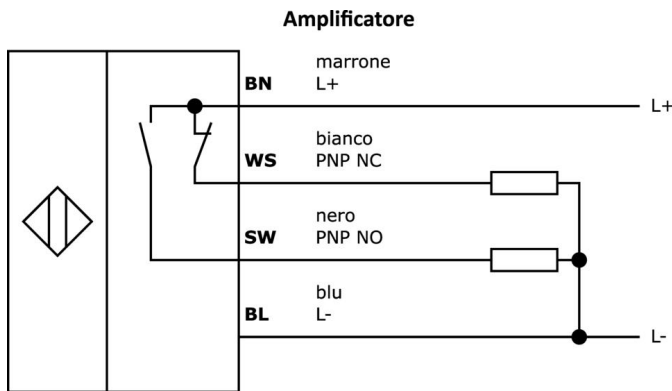 Amplificatore
marrone
BN L+
L+
bianco
WS PNP NC
nero
SW PNP NO
blu
BL L-
L-